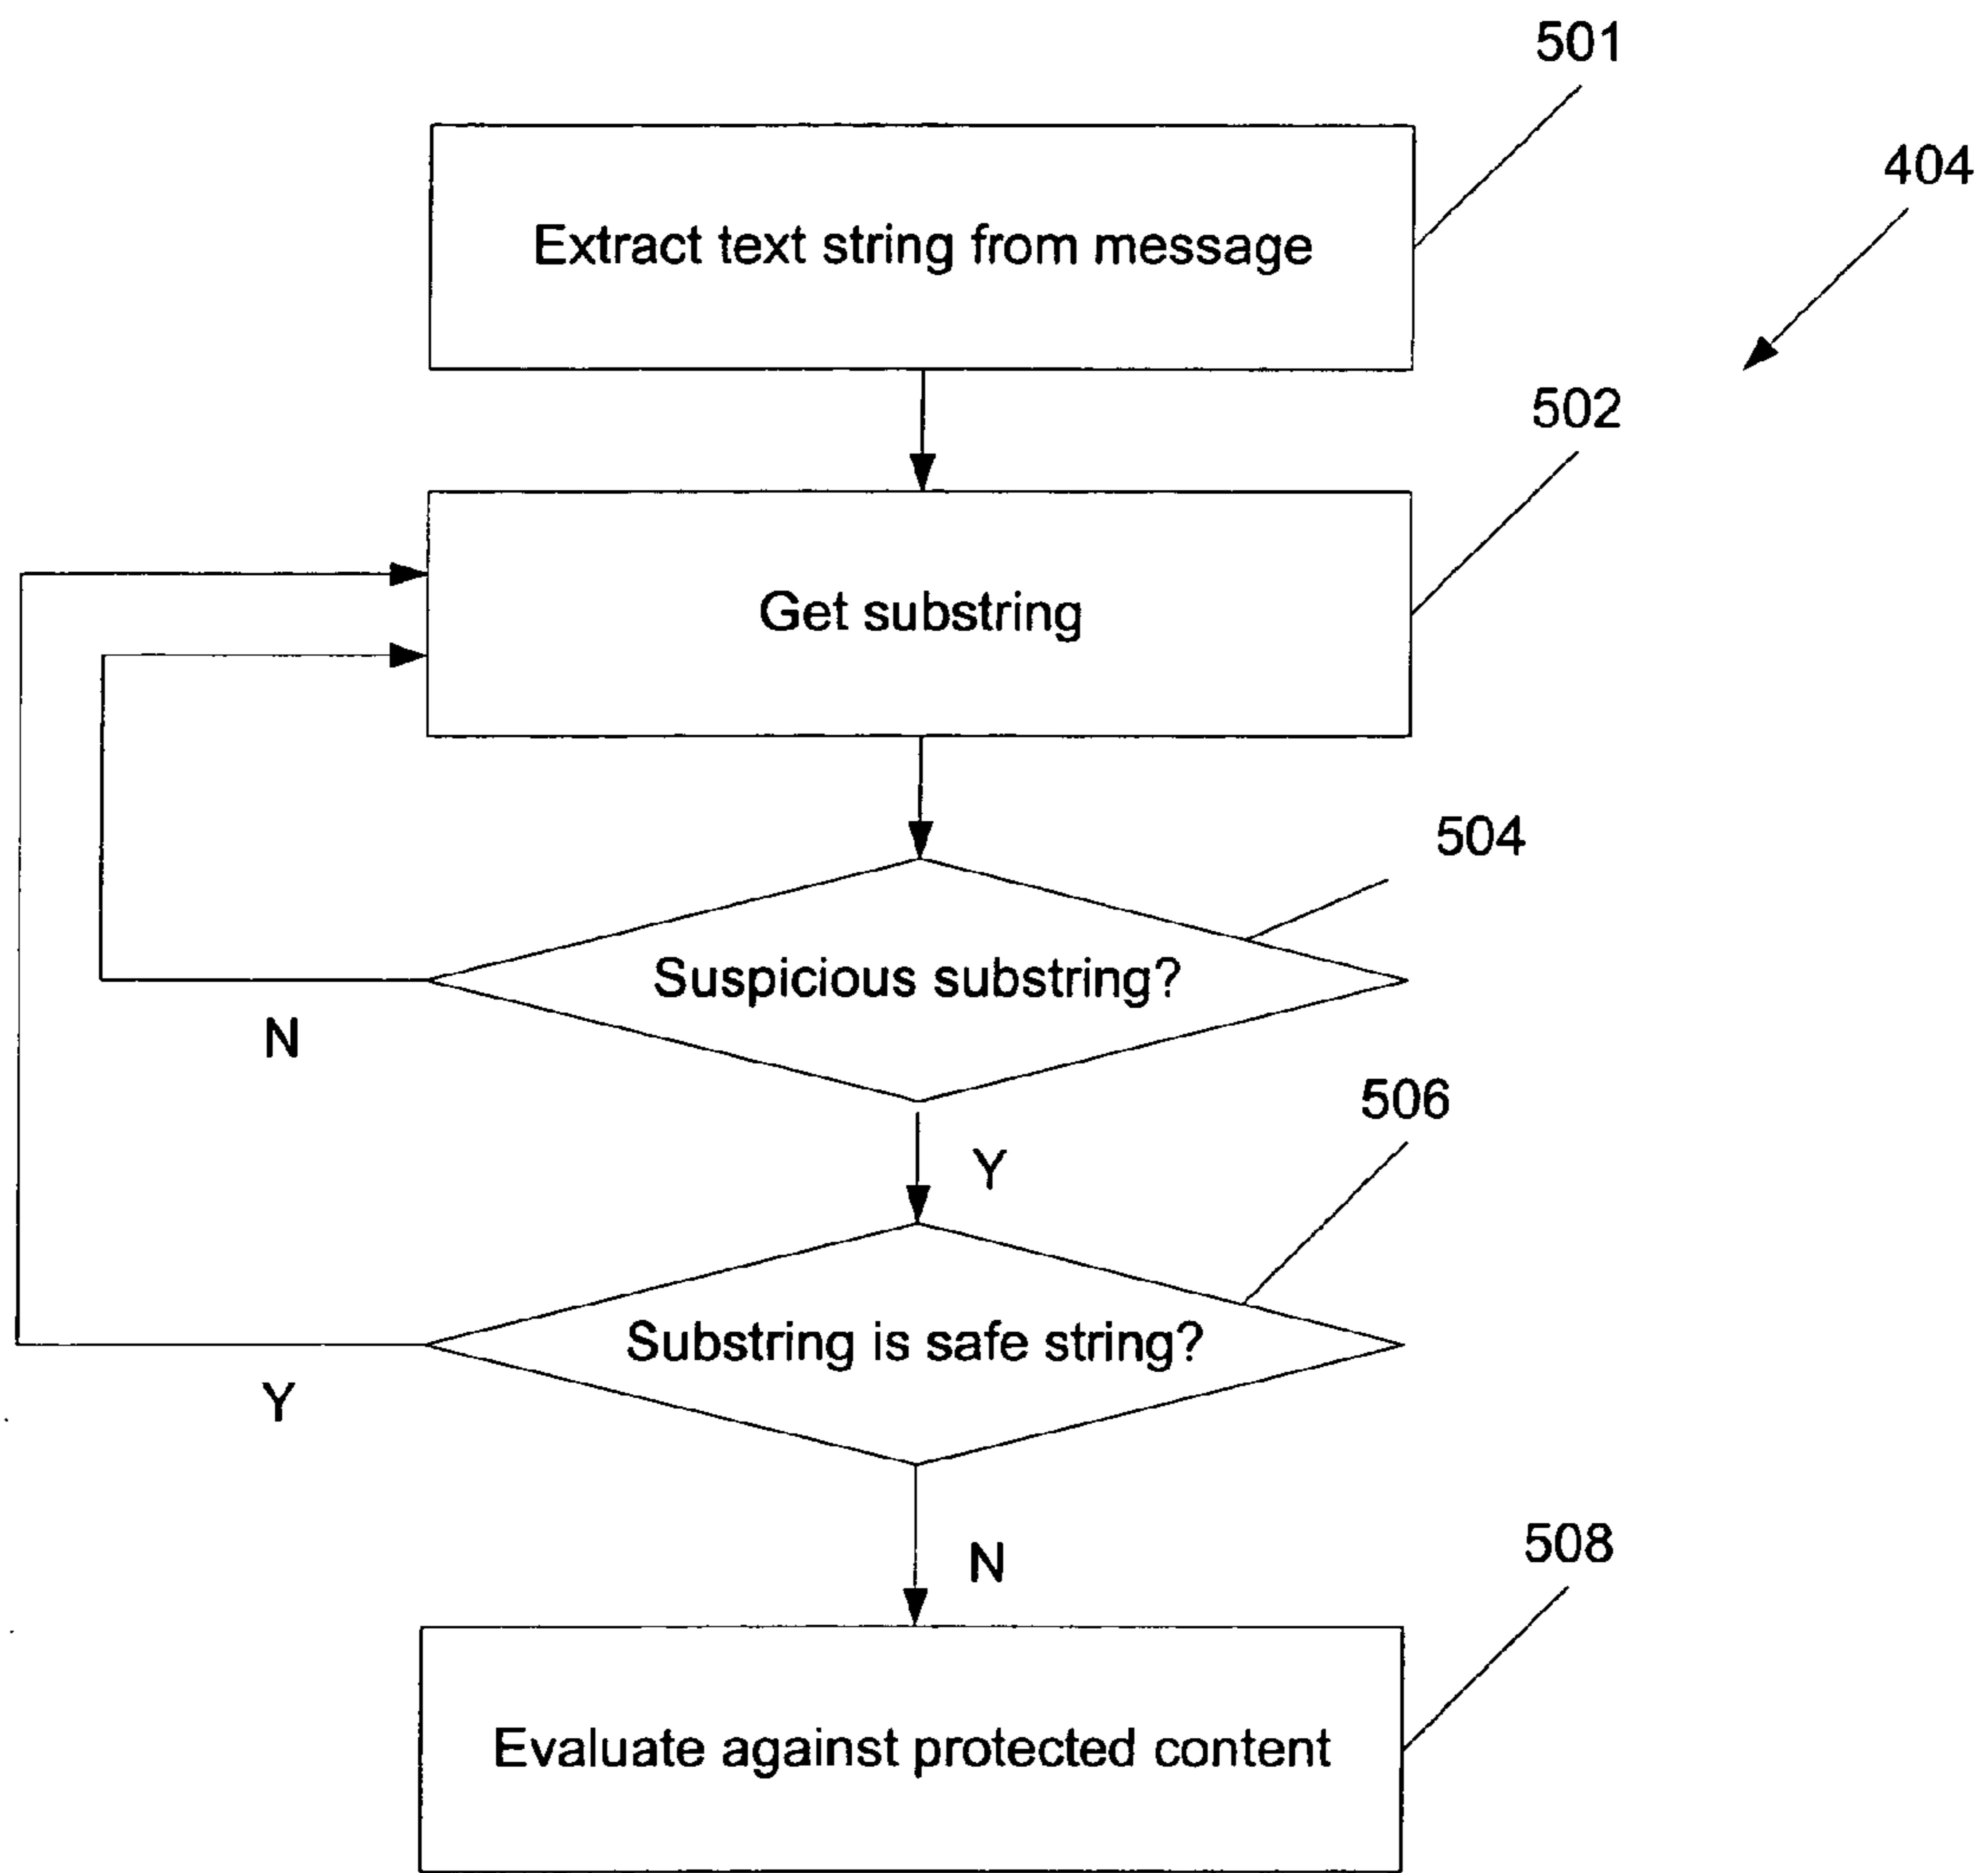 501
404
Extract text string from message
502
Get substring
504
Suspicious substring?
N
506
Y
Substring is safe string?
Y
508
N
Evaluate against protected content